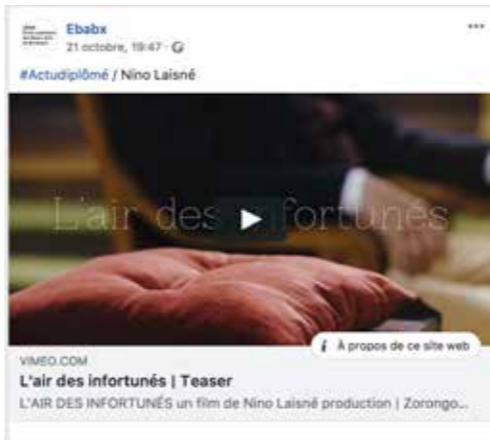 Ebabx
21 octobre, 19:47
#Actudiplômé / Nino Laisné
L'air des infortunés
À propos de ce site web
VIMEO.COM
L'air des infortunés | Teaser
L'AIR DES INFORTUNÉS un film de Nino Laisné production | Zorongo...